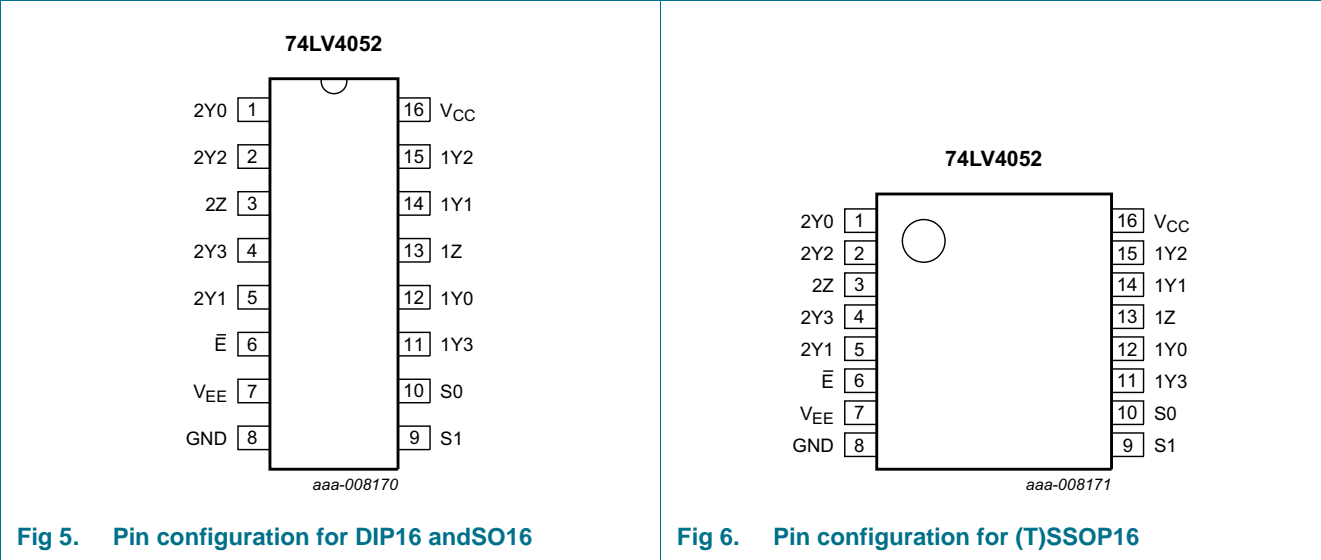 74LV4052
2Y0 1 16 VCC
2Y2 2 15 1Y2
2Z 3 14 1Y1
2Y3 4 13 1Z
2Y1 5 12 1Y0
E̅ 6 11 1Y3
VEE 7 10 S0
GND 8 9 S1
aaa-008170
Fig 5. Pin configuration for DIP16 andSO16
74LV4052
2Y0 1 16 VCC
2Y2 2 15 1Y2
2Z 3 14 1Y1
2Y3 4 13 1Z
2Y1 5 12 1Y0
E̅ 6 11 1Y3
VEE 7 10 S0
GND 8 9 S1
aaa-008171
Fig 6. Pin configuration for (T)SSOP16